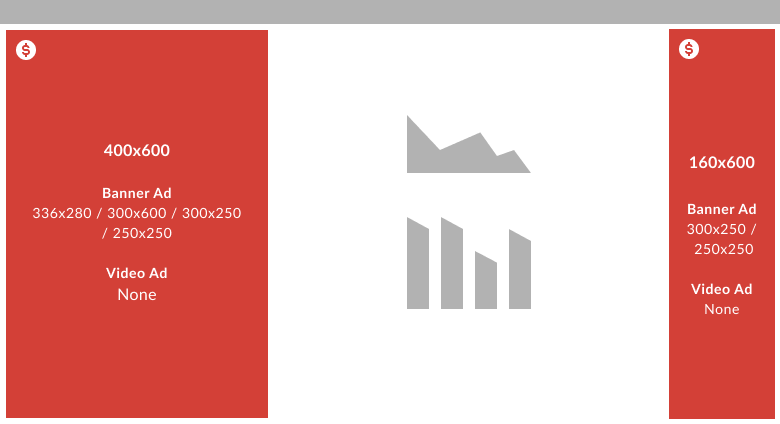 $
400x600
Banner Ad
336x280 / 300x600 / 300x250
/ 250x250
Video Ad
None
$
160x600
Banner Ad
300x250 /
250x250
Video Ad
None